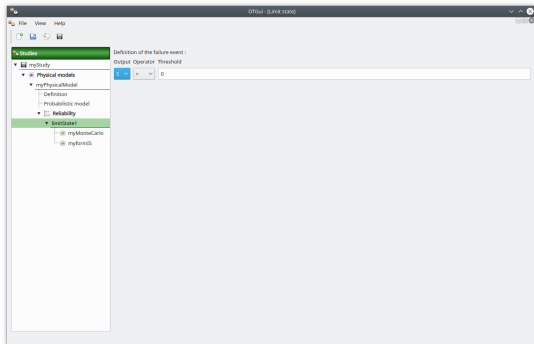 OTGui - [Limit state]
File View Help
Studies
myStudy
Physical models
myPhysicalModel
Definition
Probabilistic model
Reliability
limitState1
myMonteCarlo
myformIS
Definition of the failure event :
Output Operator Threshold
S
0